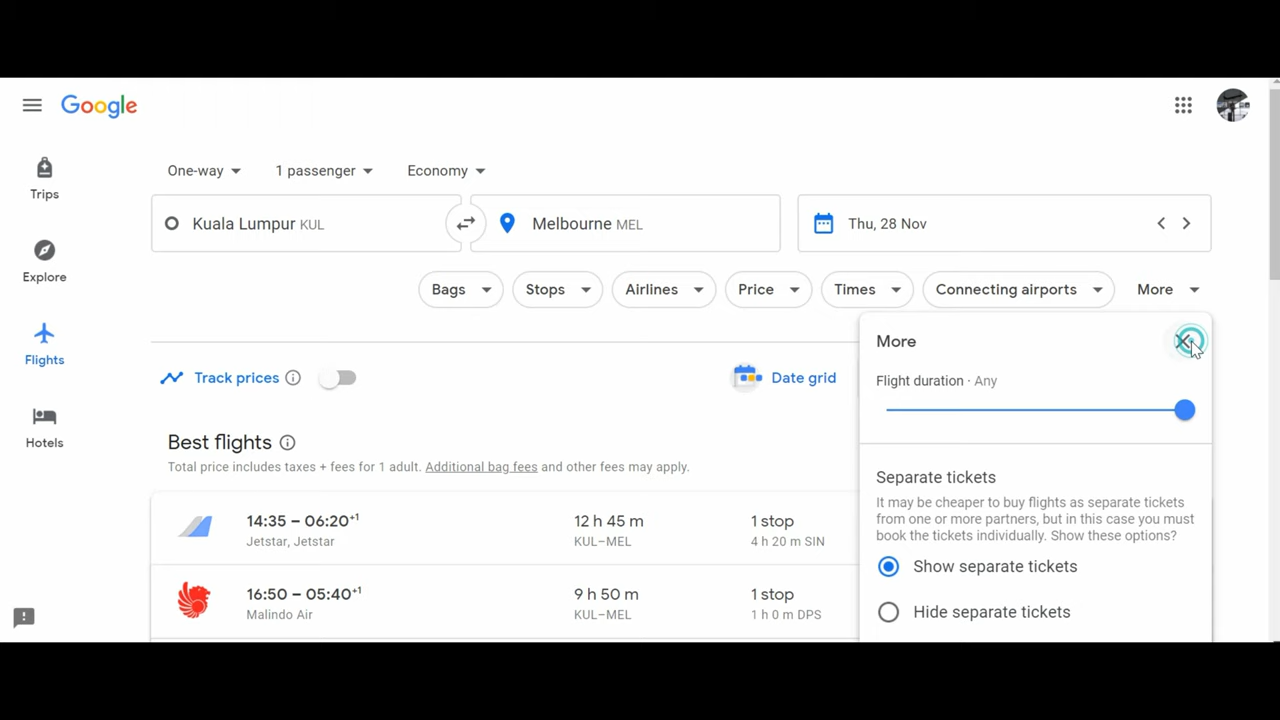 Google
Trips
Explore
Flights
Hotels
One-way
1 passenger
Economy
Kuala Lumpur KUL
Melbourne MEL
Thu, 28 Nov
Bags
Stops
Airlines
Price
Times
Connecting airports
More
Track prices
Date grid
Best flights
Total price includes taxes + fees for 1 adult. Additional bag fees and other fees may apply.
14:35 – 06:20+1
12 h 45 m
1 stop
Jetstar, Jetstar
KUL–MEL
4 h 20 m SIN
16:50 – 05:40+1
9 h 50 m
1 stop
Malindo Air
KUL–MEL
1 h 0 m DPS
More
Flight duration · Any
Separate tickets
It may be cheaper to buy flights as separate tickets
from one or more partners, but in this case you must
book the tickets individually. Show these options?
Show separate tickets
Hide separate tickets